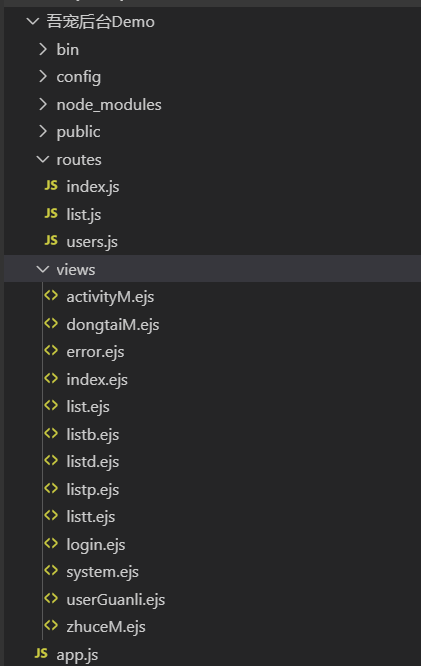 吾宠后台Demo
bin
config
node_modules
public
routes
JS index.js
JS list.js
JS users.js
views
<> activityM.ejs
<> dongtaiM.ejs
<> error.ejs
<> index.ejs
<> list.ejs
<> listb.ejs
<> listd.ejs
<> listp.ejs
<> listt.ejs
<> login.ejs
<> system.ejs
<> userGuanli.ejs
<> zhuceM.ejs
JS app.js